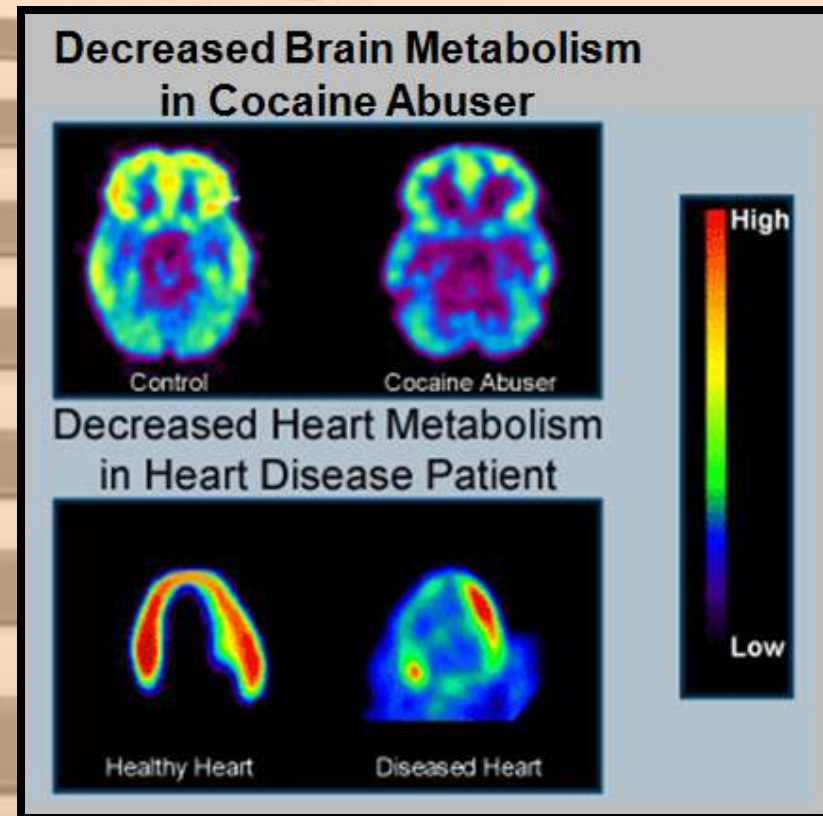 Decreased Brain Metabolism
in Cocaine Abuser
Control
Cocaine Abuser
High
Low
Decreased Heart Metabolism
in Heart Disease Patient
Healthy Heart
Diseased Heart